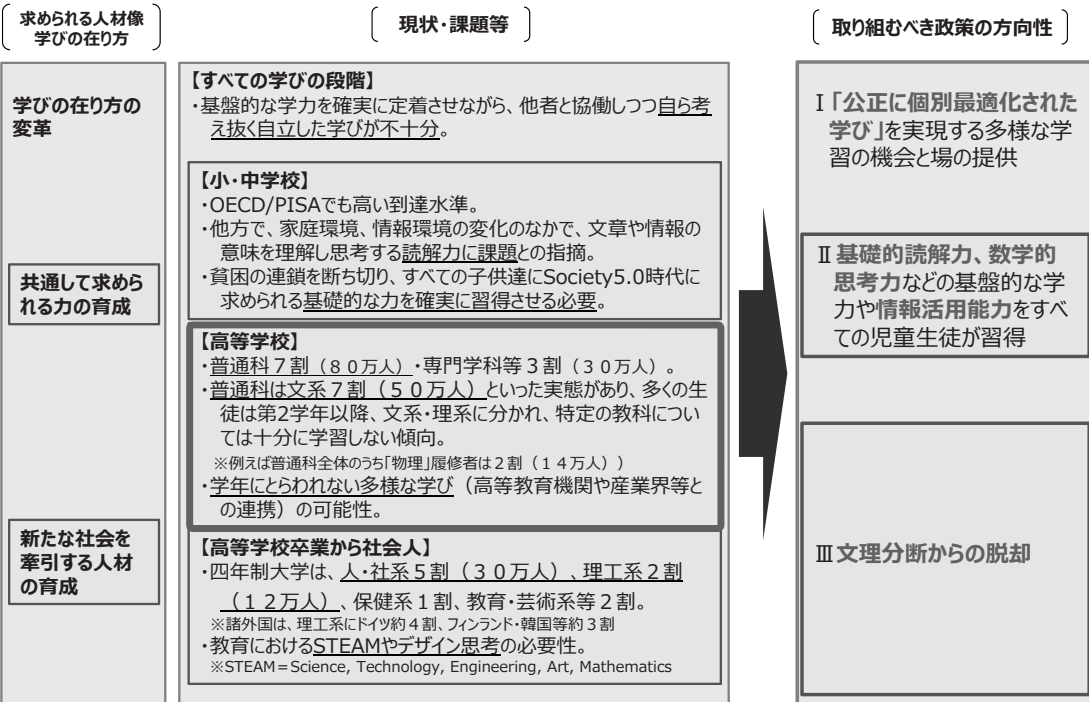 求められる人材像
学びの在り方
現状・課題等
取り組むべき政策の方向性
学びの在り方の
変革
共通して求めら
れる力の育成
新たな社会を
牽引する人材
の育成
【すべての学びの段階】
・基盤的な学力を確実に定着させながら、他者と協働しつつ自ら考
え抜く自立した学びが不十分。
【小・中学校】
・OECD/PISAでも高い到達水準。
・他方で、家庭環境、情報環境の変化のなかで、文章や情報の
意味を理解し思考する読解力に課題との指摘。
・貧困の連鎖を断ち切り、すべての子供達にSociety5.0時代に
求められる基礎的な力を確実に習得させる必要。
【高等学校】
・普通科７割（８０万人）・専門学科等３割（３０万人）。
・普通科は文系７割（５０万人）といった実態があり、多くの生
徒は第2学年以降、文系・理系に分かれ、特定の教科につい
ては十分に学習しない傾向。
※例えば普通科全体のうち「物理」履修者は２割（１４万人））
・学年にとらわれない多様な学び（高等教育機関や産業界等と
の連携）の可能性。
【高等学校卒業から社会人】
・四年制大学は、人・社系５割（３０万人）、理工系２割
（１２万人）、保健系１割、教育・芸術系等２割。
※諸外国は、理工系にドイツ約４割、フィンランド・韓国等約３割
・教育におけるSTEAMやデザイン思考の必要性。
※STEAM＝Science, Technology, Engineering, Art, Mathematics
Ⅰ「公正に個別最適化された
学び」を実現する多様な学
習の機会と場の提供
Ⅱ基礎的読解力、数学的
思考力などの基盤的な学
力や情報活用能力をすべ
ての児童生徒が習得
Ⅲ文理分断からの脱却